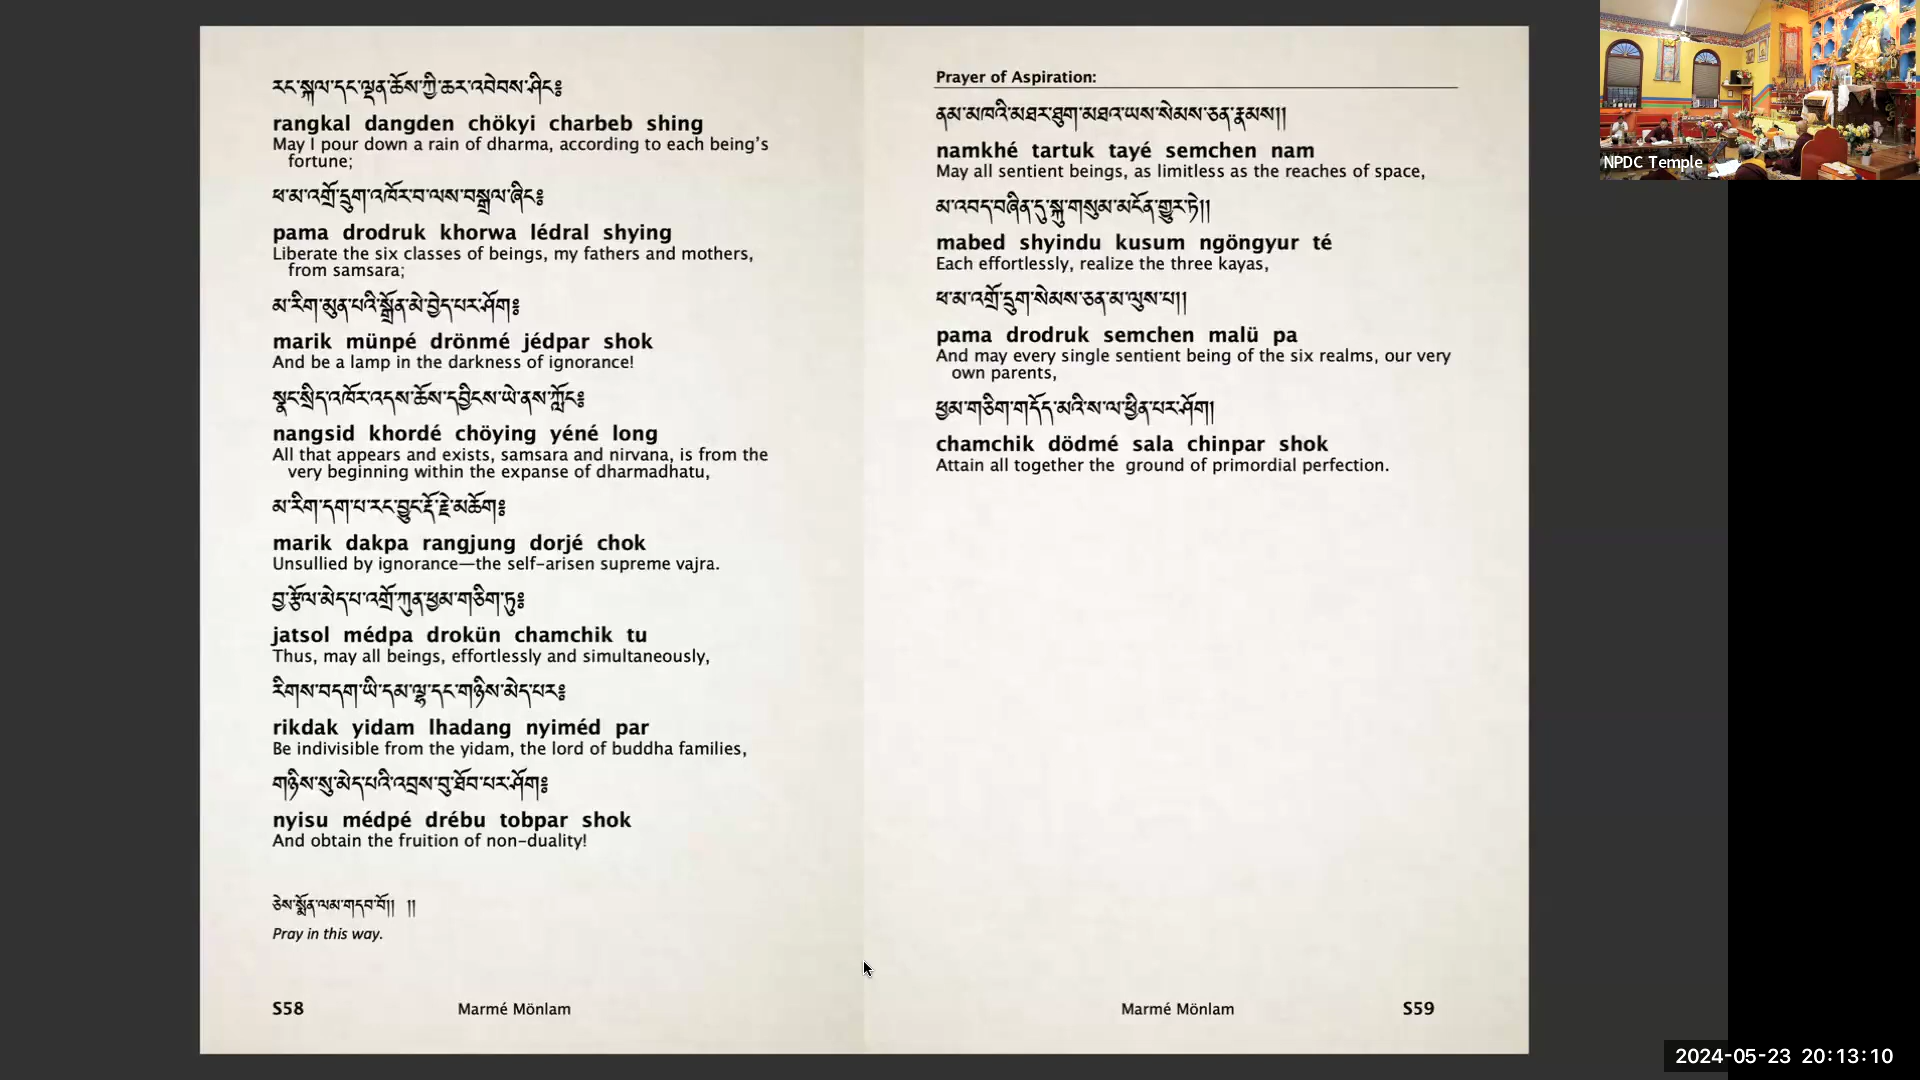 རང་སྐལ་དང་ལྡན་ཆོས་ཀྱི་ཆར་འབེབས་ཤིང༔
rangkal dangden chökyi charbeb shing
May I pour down a rain of dharma, according to each being’s
fortune;
ཕ་མ་འགྲོ་དྲུག་འཁོར་བ་ལས་བསྒྲལ་ཞིང༔
pama drodruk khorwa lédral shying
Liberate the six classes of beings, my fathers and mothers,
from samsara;
མ་རིག་མུན་པའི་སྒྲོན་མེ་བྱེད་པར་ཤོག༔
marik münpé drönmé jédpar shok
And be a lamp in the darkness of ignorance!
སྣང་སྲིད་འཁོར་འདས་ཆོས་དབྱིངས་ཡེ་ནས་ཀློང༔
nangsid khordé chöying yéné long
All that appears and exists, samsara and nirvana, is from the
very beginning within the expanse of dharmadhatu,
མ་རིག་དག་པ་རང་བྱུང་རྡོ་རྗེ་མཆོག༔
marik dakpa rangjung dorjé chok
Unsullied by ignorance—the self-arisen supreme vajra.
བྱ་རྩོལ་མེད་པ་འགྲོ་ཀུན་ཕྱམ་གཅིག་ཏུ༔
jatsol médpa drokün chamchik tu
Thus, may all beings, effortlessly and simultaneously,
རིགས་བདག་ཡི་དམ་ལྷ་དང་གཉིས་མེད་པར༔
rikdak yidam lhadang nyiméd par
Be indivisible from the yidam, the lord of buddha families,
གཉིས་སུ་མེད་པའི་འབྲས་བུ་ཐོབ་པར་ཤོག༔
nyisu médpé drébu tobpar shok
And obtain the fruition of non-duality!
ཅེས་སྨོན་ལམ་གདབ་བོ།། །།
Pray in this way.
S58 Marmé Mönlam
Prayer of Aspiration:
ནམ་མཁའི་མཐར་ཐུག་མཐའ་ཡས་སེམས་ཅན་རྣམས།།
namkhé tartuk tayé semchen nam
May all sentient beings, as limitless as the reaches of space,
མ་འབད་བཞིན་དུ་སྐུ་གསུམ་མངོན་གྱུར་ཏེ།།
mabed shyindu kusum ngöngyur té
Each effortlessly, realize the three kayas,
ཕ་མ་འགྲོ་དྲུག་སེམས་ཅན་མ་ལུས་པ།།
pama drodruk semchen malü pa
And may every single sentient being of the six realms, our very
own parents,
ཕྱམ་གཅིག་གདོད་མའི་ས་ལ་ཕྱིན་པར་ཤོག།
chamchik dödmé sala chinpar shok
Attain all together the ground of primordial perfection.
Marmé Mönlam S59
NPDC Temple
2024-05-23 20:13:10